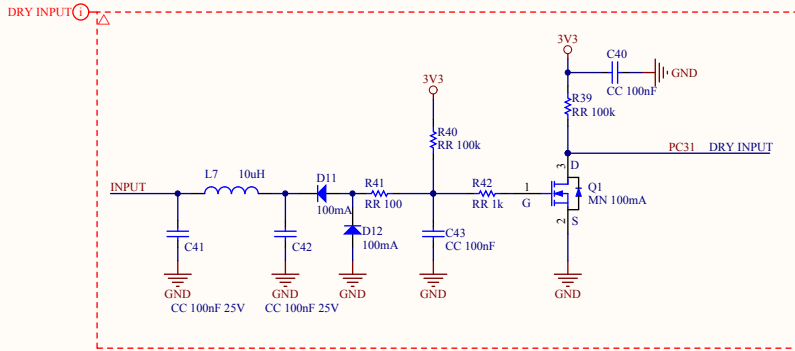 DRY INPUT i
3V3
C40
CC 100nF
GND
3V3
R39
RR 100k
R40
RR 100k
PC31 DRY INPUT
3 D
L7 10uH
D11
100mA
R41
RR 100
R42
RR 1k
1
G
Q1
MN 100mA
INPUT
C41
C42
D12
100mA
C43
CC 100nF
2 S
GND
GND
GND
GND
GND
CC 100nF 25V
CC 100nF 25V